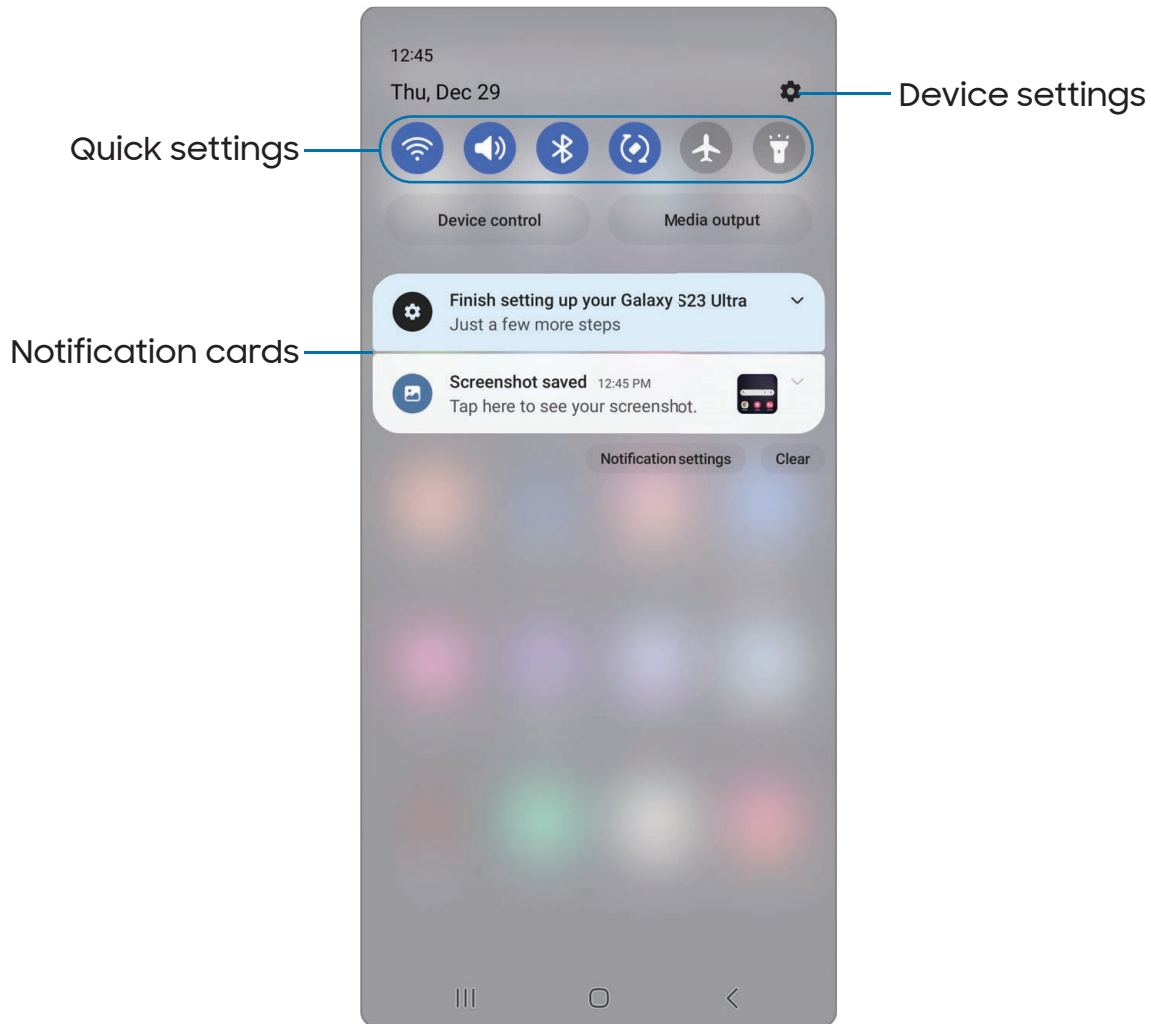 12:45
Thu, Dec 29
Device settings
Quick settings
Device control
Media output
Finish setting up your Galaxy S23 Ultra
Just a few more steps
Notification cards
Screenshot saved 12:45 PM
Tap here to see your screenshot.
Notification settings
Clear